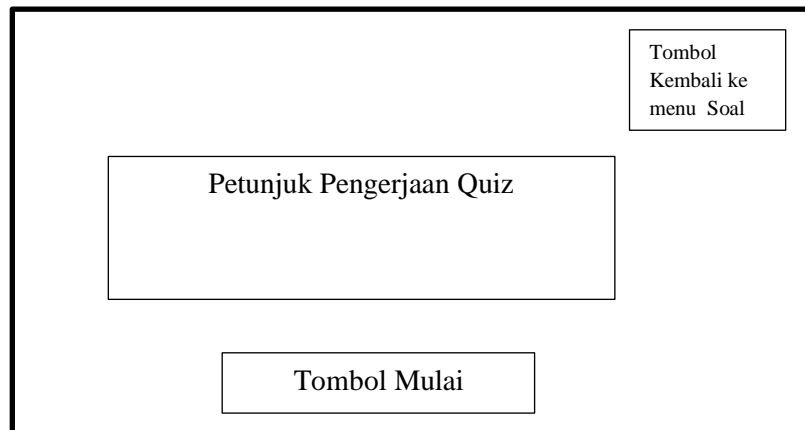 Tombol
Kembali ke
menu Soal
Petunjuk Pengerjaan Quiz
Tombol Mulai